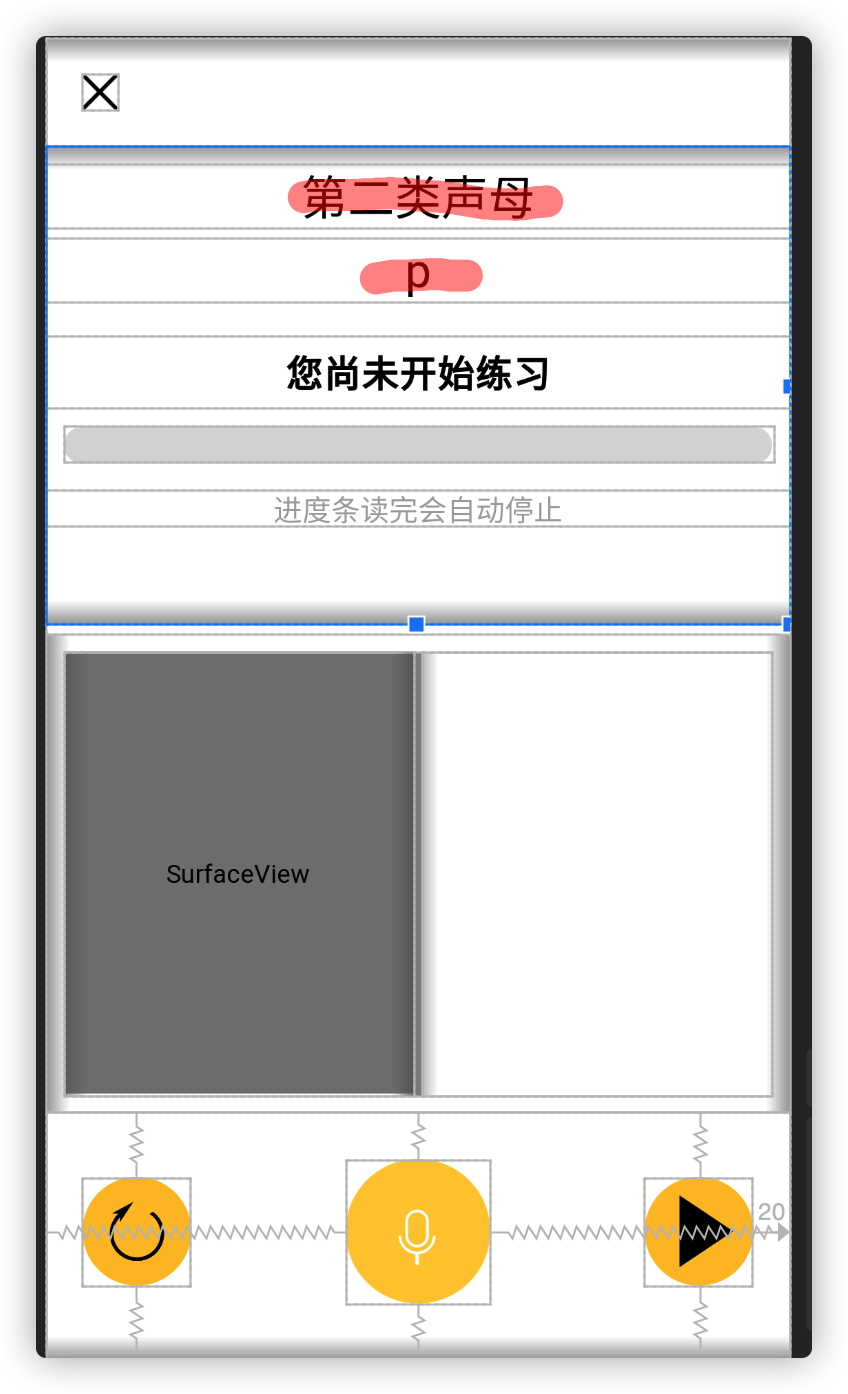 第二类声母
p
您尚未开始练习
进度条读完会自动停止
SurfaceView
20